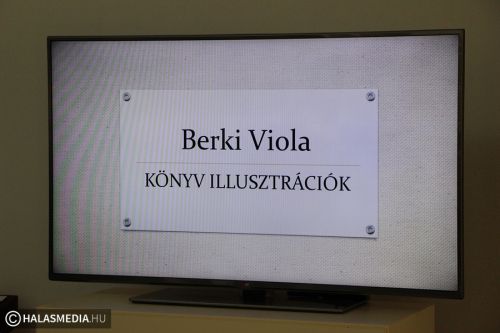 Berki Viola
KÖNYV ILLUSZTRÁCIÓK
© HALASMEDIA.HU